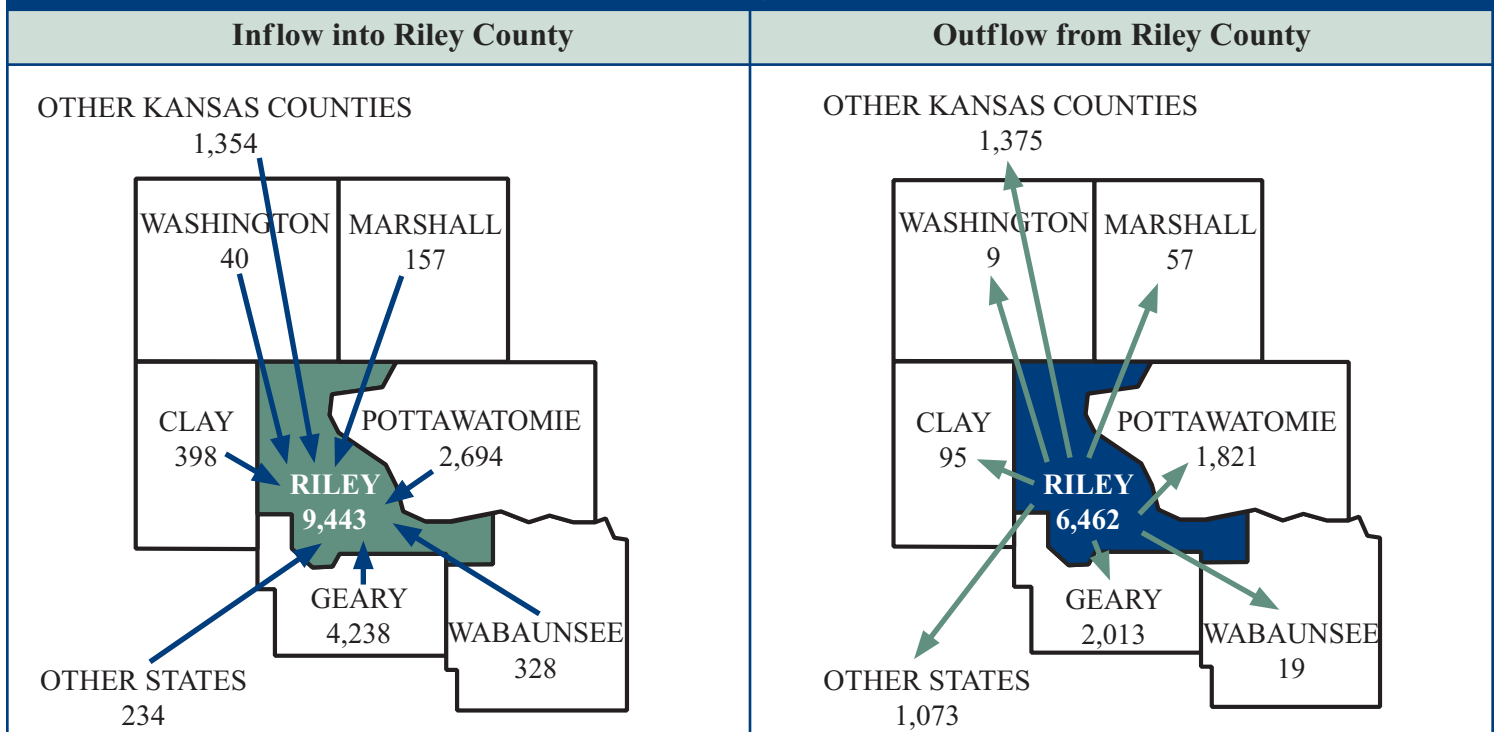 Inflow into Riley County
OTHER KANSAS COUNTIES
1,354
WASHINGTON
40
MARSHALL
157
CLAY
398
POTTAWATOMIE
2,694
RILEY
9,443
GEARY
4,238
WABAUNSEE
328
OTHER STATES
234
Outflow from Riley County
OTHER KANSAS COUNTIES
1,375
WASHINGTON
9
MARSHALL
57
CLAY
95
POTTAWATOMIE
1,821
RILEY
6,462
GEARY
2,013
WABAUNSEE
19
OTHER STATES
1,073